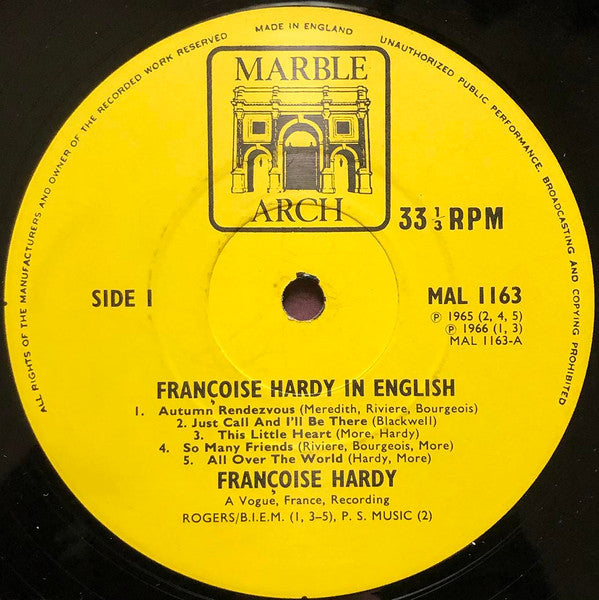 ALL RIGHTS OF THE MANUFACTURERS AND OWNER OF THE RECORDED WORK RESERVED
MADE IN ENGLAND
UNAUTHORIZED PUBLIC PERFORMANCE, BROADCASTING AND COPYING PROHIBITED
MARBLE
ARCH
33 1/3 RPM
SIDE 1
MAL 1163
℗ 1965 (2, 4, 5)
℗ 1966 (1, 3)
MAL 1163-A
FRANÇOISE HARDY IN ENGLISH
1. Autumn Rendezvous (Meredith, Riviere, Bourgeois)
2. Just Call And I'll Be There (Blackwell)
3. This Little Heart (More, Hardy)
4. So Many Friends (Riviere, Bourgeois, More)
5. All Over The World (Hardy, More)
FRANÇOISE HARDY
A Vogue, France, Recording
ROGERS/B.I.E.M. (1, 3–5), P. S. MUSIC (2)